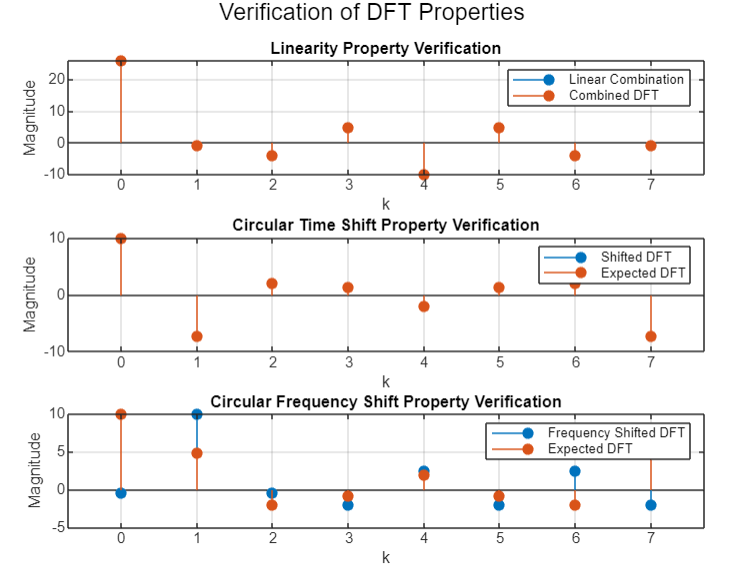 Verification of DFT Properties
Linearity Property Verification
20
10
0
-10
Magnitude
Linear Combination
Combined DFT
0 1 2 3 4 5 6 7
k
Circular Time Shift Property Verification
10
0
-10
Magnitude
Shifted DFT
Expected DFT
0 1 2 3 4 5 6 7
k
Circular Frequency Shift Property Verification
10
5
0
-5
Magnitude
Frequency Shifted DFT
Expected DFT
0 1 2 3 4 5 6 7
k